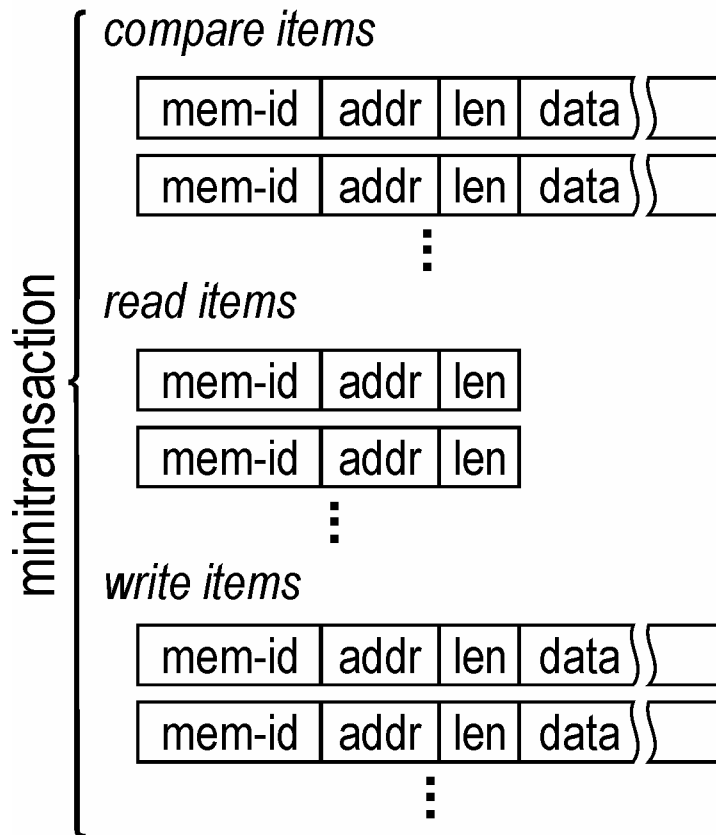 minitransaction
compare items
mem-id addr len data
mem-id addr len data
⋮
read items
mem-id addr len
mem-id addr len
⋮
write items
mem-id addr len data
mem-id addr len data
⋮